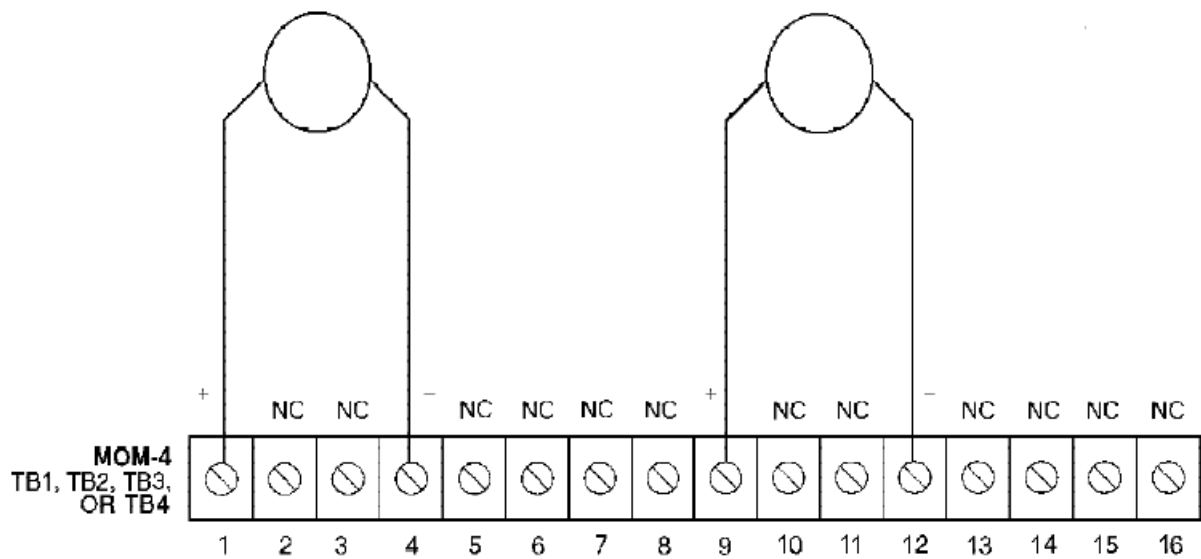 + NC NC − NC NC NC NC + NC NC − NC NC NC NC
MOM-4
TB1, TB2, TB3,
OR TB4
1 2 3 4 5 6 7 8 9 10 11 12 13 14 15 16